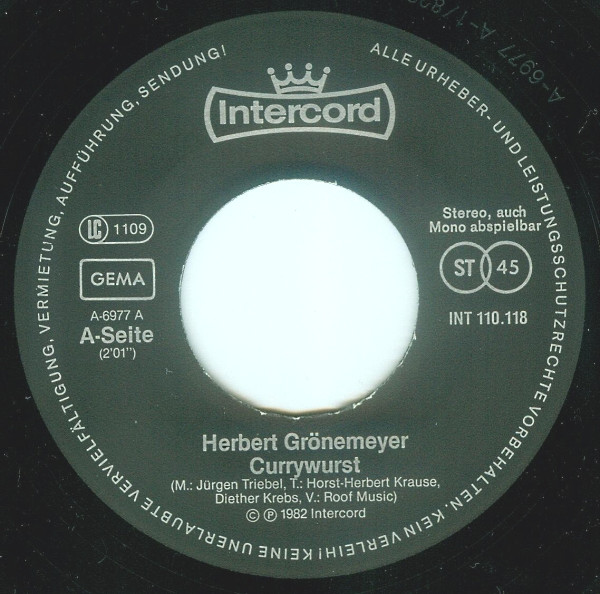 ALLE URHEBER- UND LEISTUNGSSCHUTZRECHTE VORBEHALTEN. KEIN VERLEIH! KEINE UNERLAUBTE VERVIELFÄLTIGUNG, VERMIETUNG, AUFFÜHRUNG, SENDUNG!
Intercord
LC 1109
GEMA
A-6977 A
A-Seite
(2'01")
Stereo, auch
Mono abspielbar
ST 45
INT 110.118
Herbert Grönemeyer
Currywurst
(M.: Jürgen Triebel, T.: Horst-Herbert Krause,
Diether Krebs, V.: Roof Music)
© ℗ 1982 Intercord